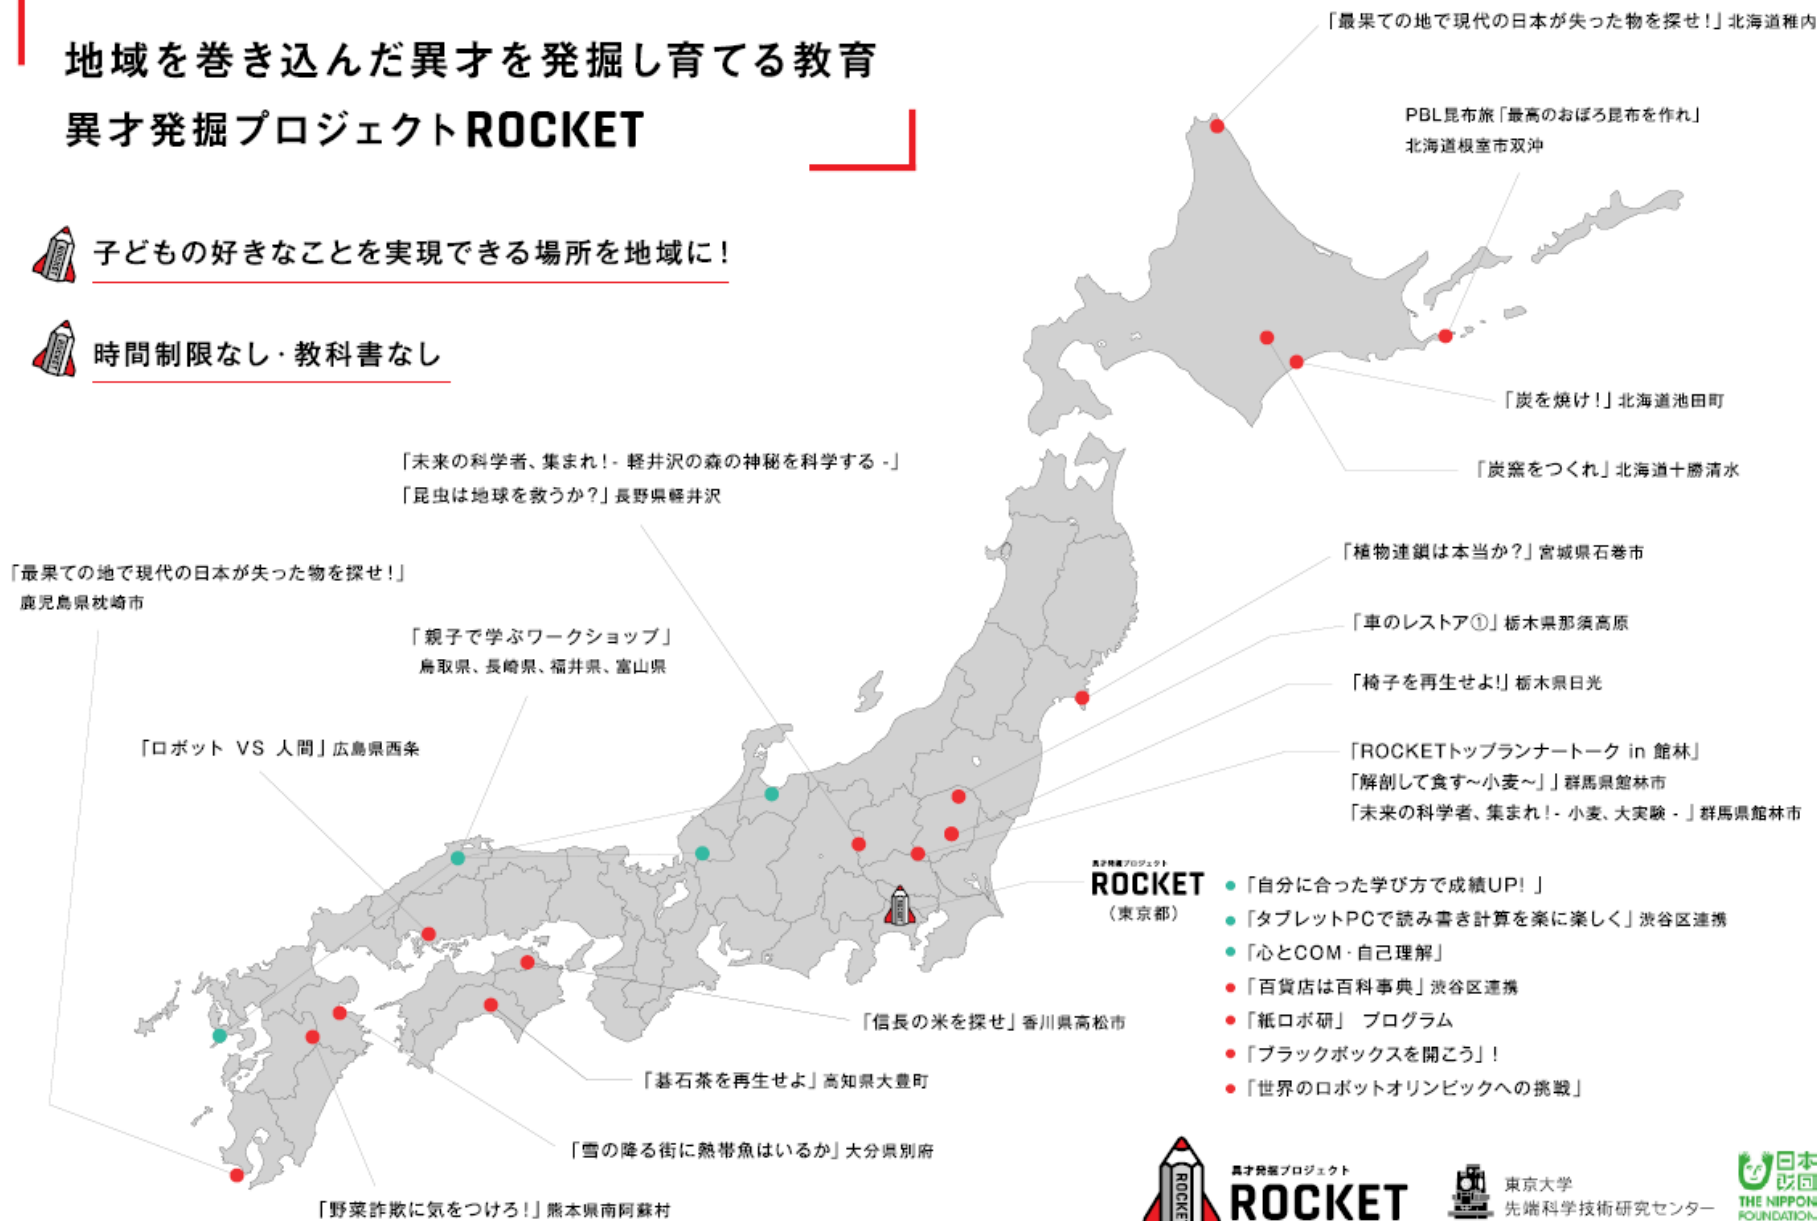 地域を巻き込んだ異才を発掘し育てる教育
異才発掘プロジェクトROCKET
子どもの好きなことを実現できる場所を地域に!
時間制限なし・教科書なし
「最果ての地で現代の日本が失った物を探せ!」北海道稚内
PBL昆布旅「最高のおぼろ昆布を作れ」
北海道根室市双沖
「炭を焼け!」北海道池田町
「炭窯をつくれ」北海道十勝清水
「未来の科学者、集まれ!- 軽井沢の森の神秘を科学する -」
「昆虫は地球を救うか?」長野県軽井沢
「植物連鎖は本当か?」宮城県石巻市
「最果ての地で現代の日本が失った物を探せ!」
鹿児島県枕崎市
「車のレストア①」栃木県那須高原
「親子で学ぶワークショップ」
鳥取県、長崎県、福井県、富山県
「椅子を再生せよ!」栃木県日光
「ロボット VS 人間」広島県西条
「ROCKETトップランナートーク in 館林」
「解剖して食す~小麦~」」群馬県館林市
「未来の科学者、集まれ!- 小麦、大実験 - 」群馬県館林市
異才発掘プロジェクト
ROCKET
(東京都)
「自分に合った学び方で成績UP! 」
「タブレットPCで読み書き計算を楽に楽しく」渋谷区連携
「心とCOM・自己理解」
「百貨店は百科事典」渋谷区連携
「紙ロボ研」 プログラム
「ブラックボックスを開こう」!
「世界のロボットオリンピックへの挑戦」
「信長の米を探せ」香川県高松市
「碁石茶を再生せよ」高知県大豊町
「雪の降る街に熱帯魚はいるか」大分県別府
「野菜詐欺に気をつけろ!」熊本県南阿蘇村
ROCKET
異才発掘プロジェクト
ROCKET
東京大学
先端科学技術研究センター
日本
財団
THE NIPPON
FOUNDATION